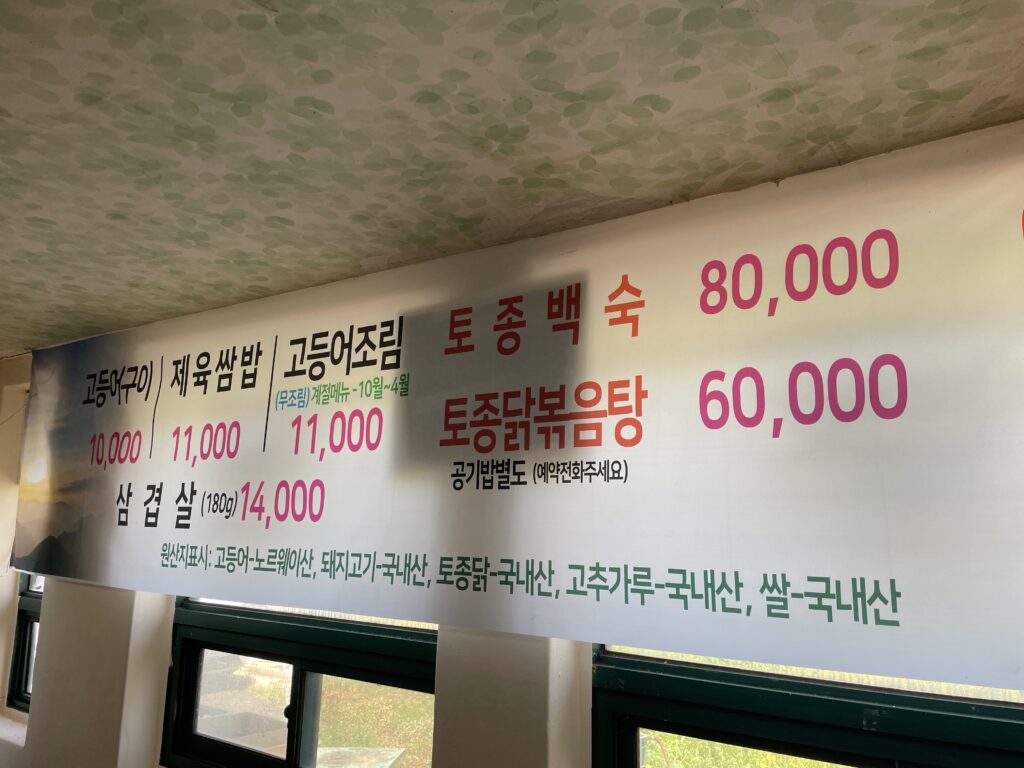 고등어(구이) 제육쌈밥 고등어조림
(무조림) 계절메뉴 -10월~4월
10,000 11,000 11,000
삼 겹 살 (180g) 14,000
토 종 백 숙 80,000
토종닭볶음탕 60,000
공기밥별도 (예약전화주세요)
원산지표시: 고등어-노르웨이산, 돼지고기-국내산, 토종닭-국내산, 고추가루-국내산, 쌀-국내산